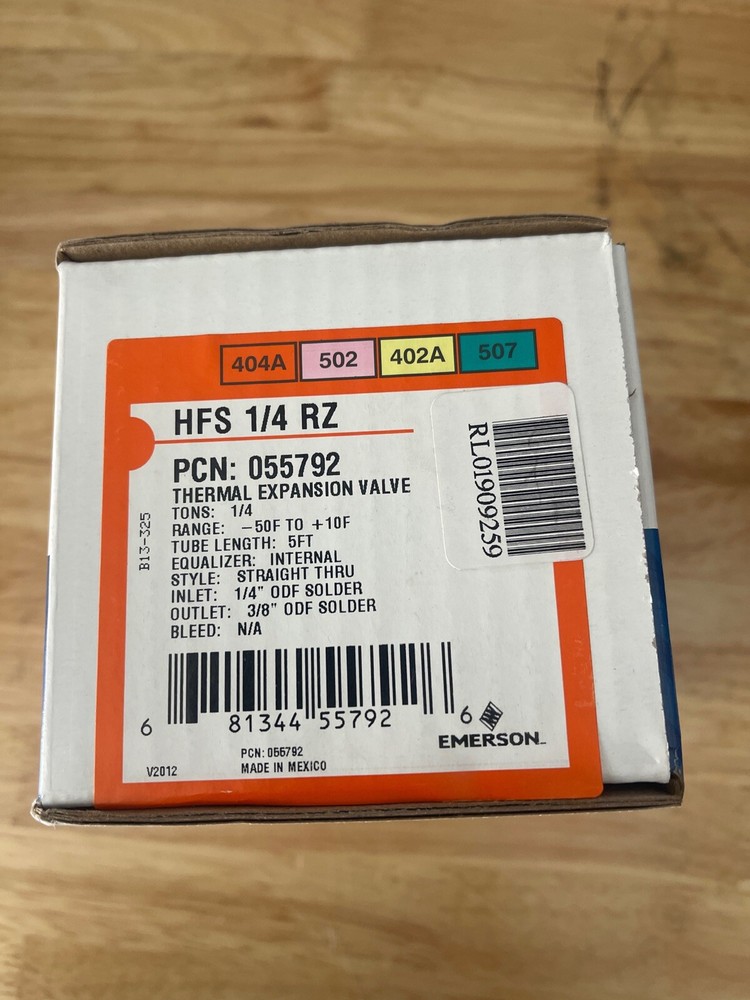 404A 502 402A 507
HFS 1/4 RZ
PCN: 055792
THERMAL EXPANSION VALVE
TONS: 1/4
RANGE: -50F TO +10F
TUBE LENGTH: 5FT
EQUALIZER: INTERNAL
STYLE: STRAIGHT THRU
INLET: 1/4" ODF SOLDER
OUTLET: 3/8" ODF SOLDER
BLEED: N/A
B13-325
RL01909259
6 81344 55792 6
EMERSON
PCN: 055792
V2012 MADE IN MEXICO